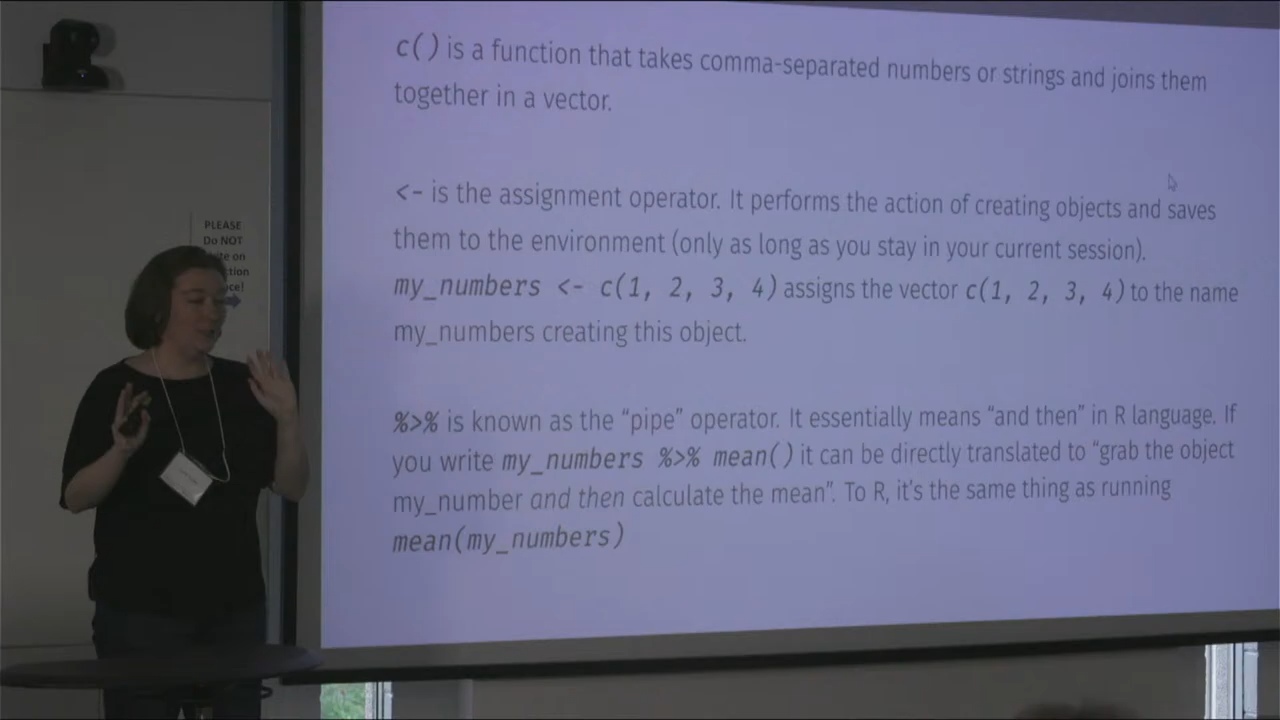 c() is a function that takes comma-separated numbers or strings and joins them
together in a vector.
<- is the assignment operator. It performs the action of creating objects and saves
them to the environment (only as long as you stay in your current session).
my_numbers <- c(1, 2, 3, 4) assigns the vector c(1, 2, 3, 4) to the name
my_numbers creating this object.
%>% is known as the “pipe” operator. It essentially means “and then” in R language. If
you write my_numbers %>% mean() it can be directly translated to “grab the object
my_number and then calculate the mean”. To R, it's the same thing as running
mean(my_numbers)
PLEASE
Do NOT
on